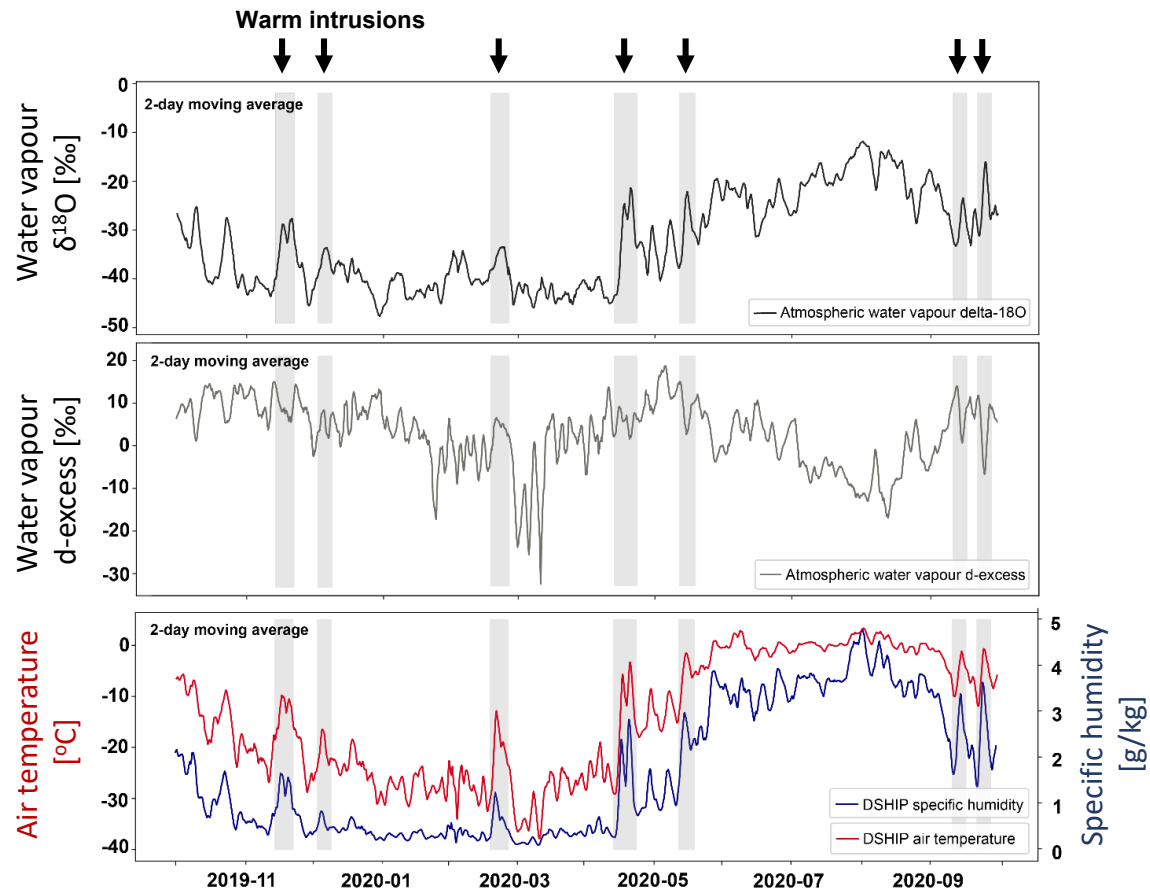 Warm intrusions
2-day moving average
Water vapour
δ¹⁸O [‰]
0
-10
-20
-30
-40
-50
Atmospheric water vapour delta-18O
2-day moving average
Water vapour
d-excess [‰]
20
10
0
-10
-20
-30
Atmospheric water vapour d-excess
2-day moving average
Air temperature
[°C]
0
-10
-20
-30
-40
5
4
3
2
1
0
Specific humidity
[g/kg]
DSHIP specific humidity
DSHIP air temperature
2019-11
2020-01
2020-03
2020-05
2020-07
2020-09